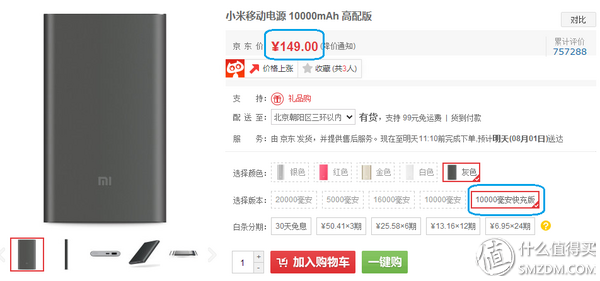 小米移动电源 10000mAh 高配版
对比
京 东 价 ¥149.00 (降价通知)
累计评价
757288
价格上涨
收藏 (共3人)
支 持： 礼品购
配 送 至： 北京朝阳区三环以内 有货，支持 99元免运费 | 货到付款
服 务： 由 京东 发货，并提供售后服务。现在至明天11:10前完成下单,预计明天(08月01日)送达
选择颜色： 银色 红色 金色 白色 灰色
选择版本： 20000毫安 5000毫安 16000毫安 10000毫安 10000毫安快充版
白条分期： 30天免息 ¥50.41×3期 ¥25.58×6期 ¥13.16×12期 ¥6.95×24期 ?
1 + - 加入购物车 一键购
mi
值 什么值得买
SMZDM.COM